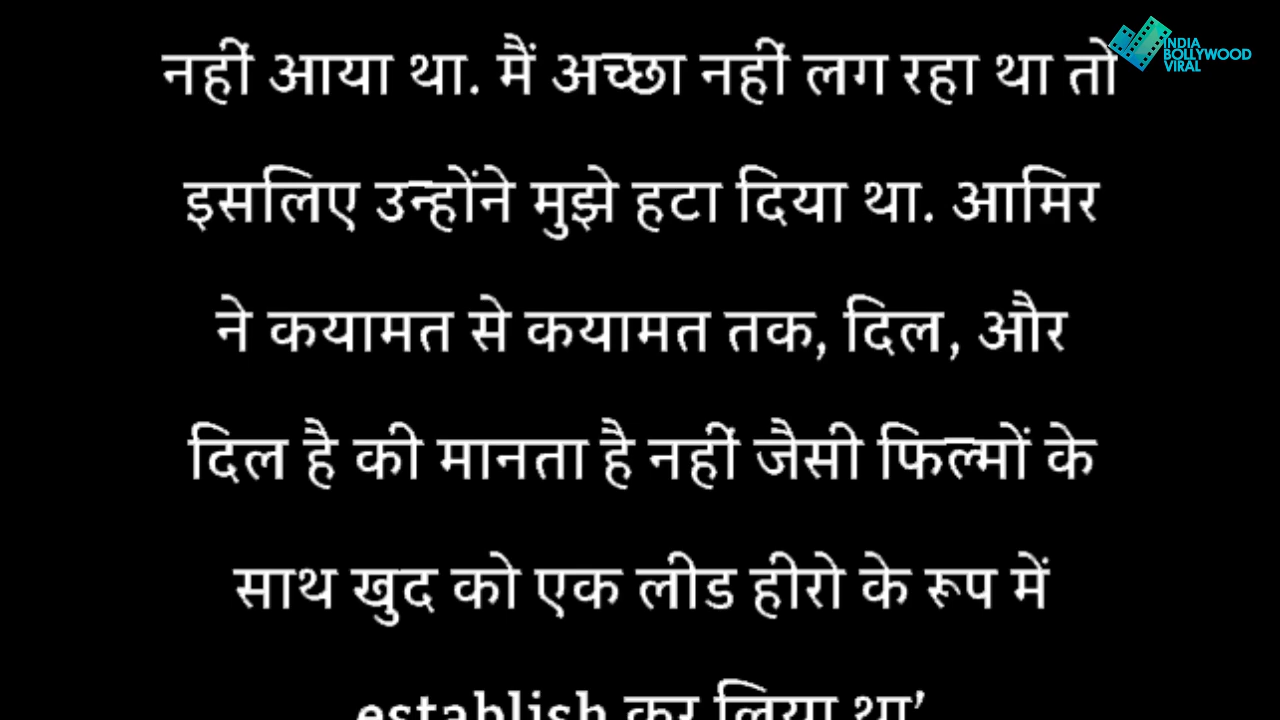 INDIA
BOLLYWOOD
VIRAL
नहीं आया था. मैं अच्छा नहीं लग रहा था तो
इसलिए उन्होंने मुझे हटा दिया था. आमिर
ने कयामत से कयामत तक, दिल, और
दिल है की मानता है नहीं जैसी फिल्मों के
साथ खुद को एक लीड हीरो के रूप में
establish कर लिया था’